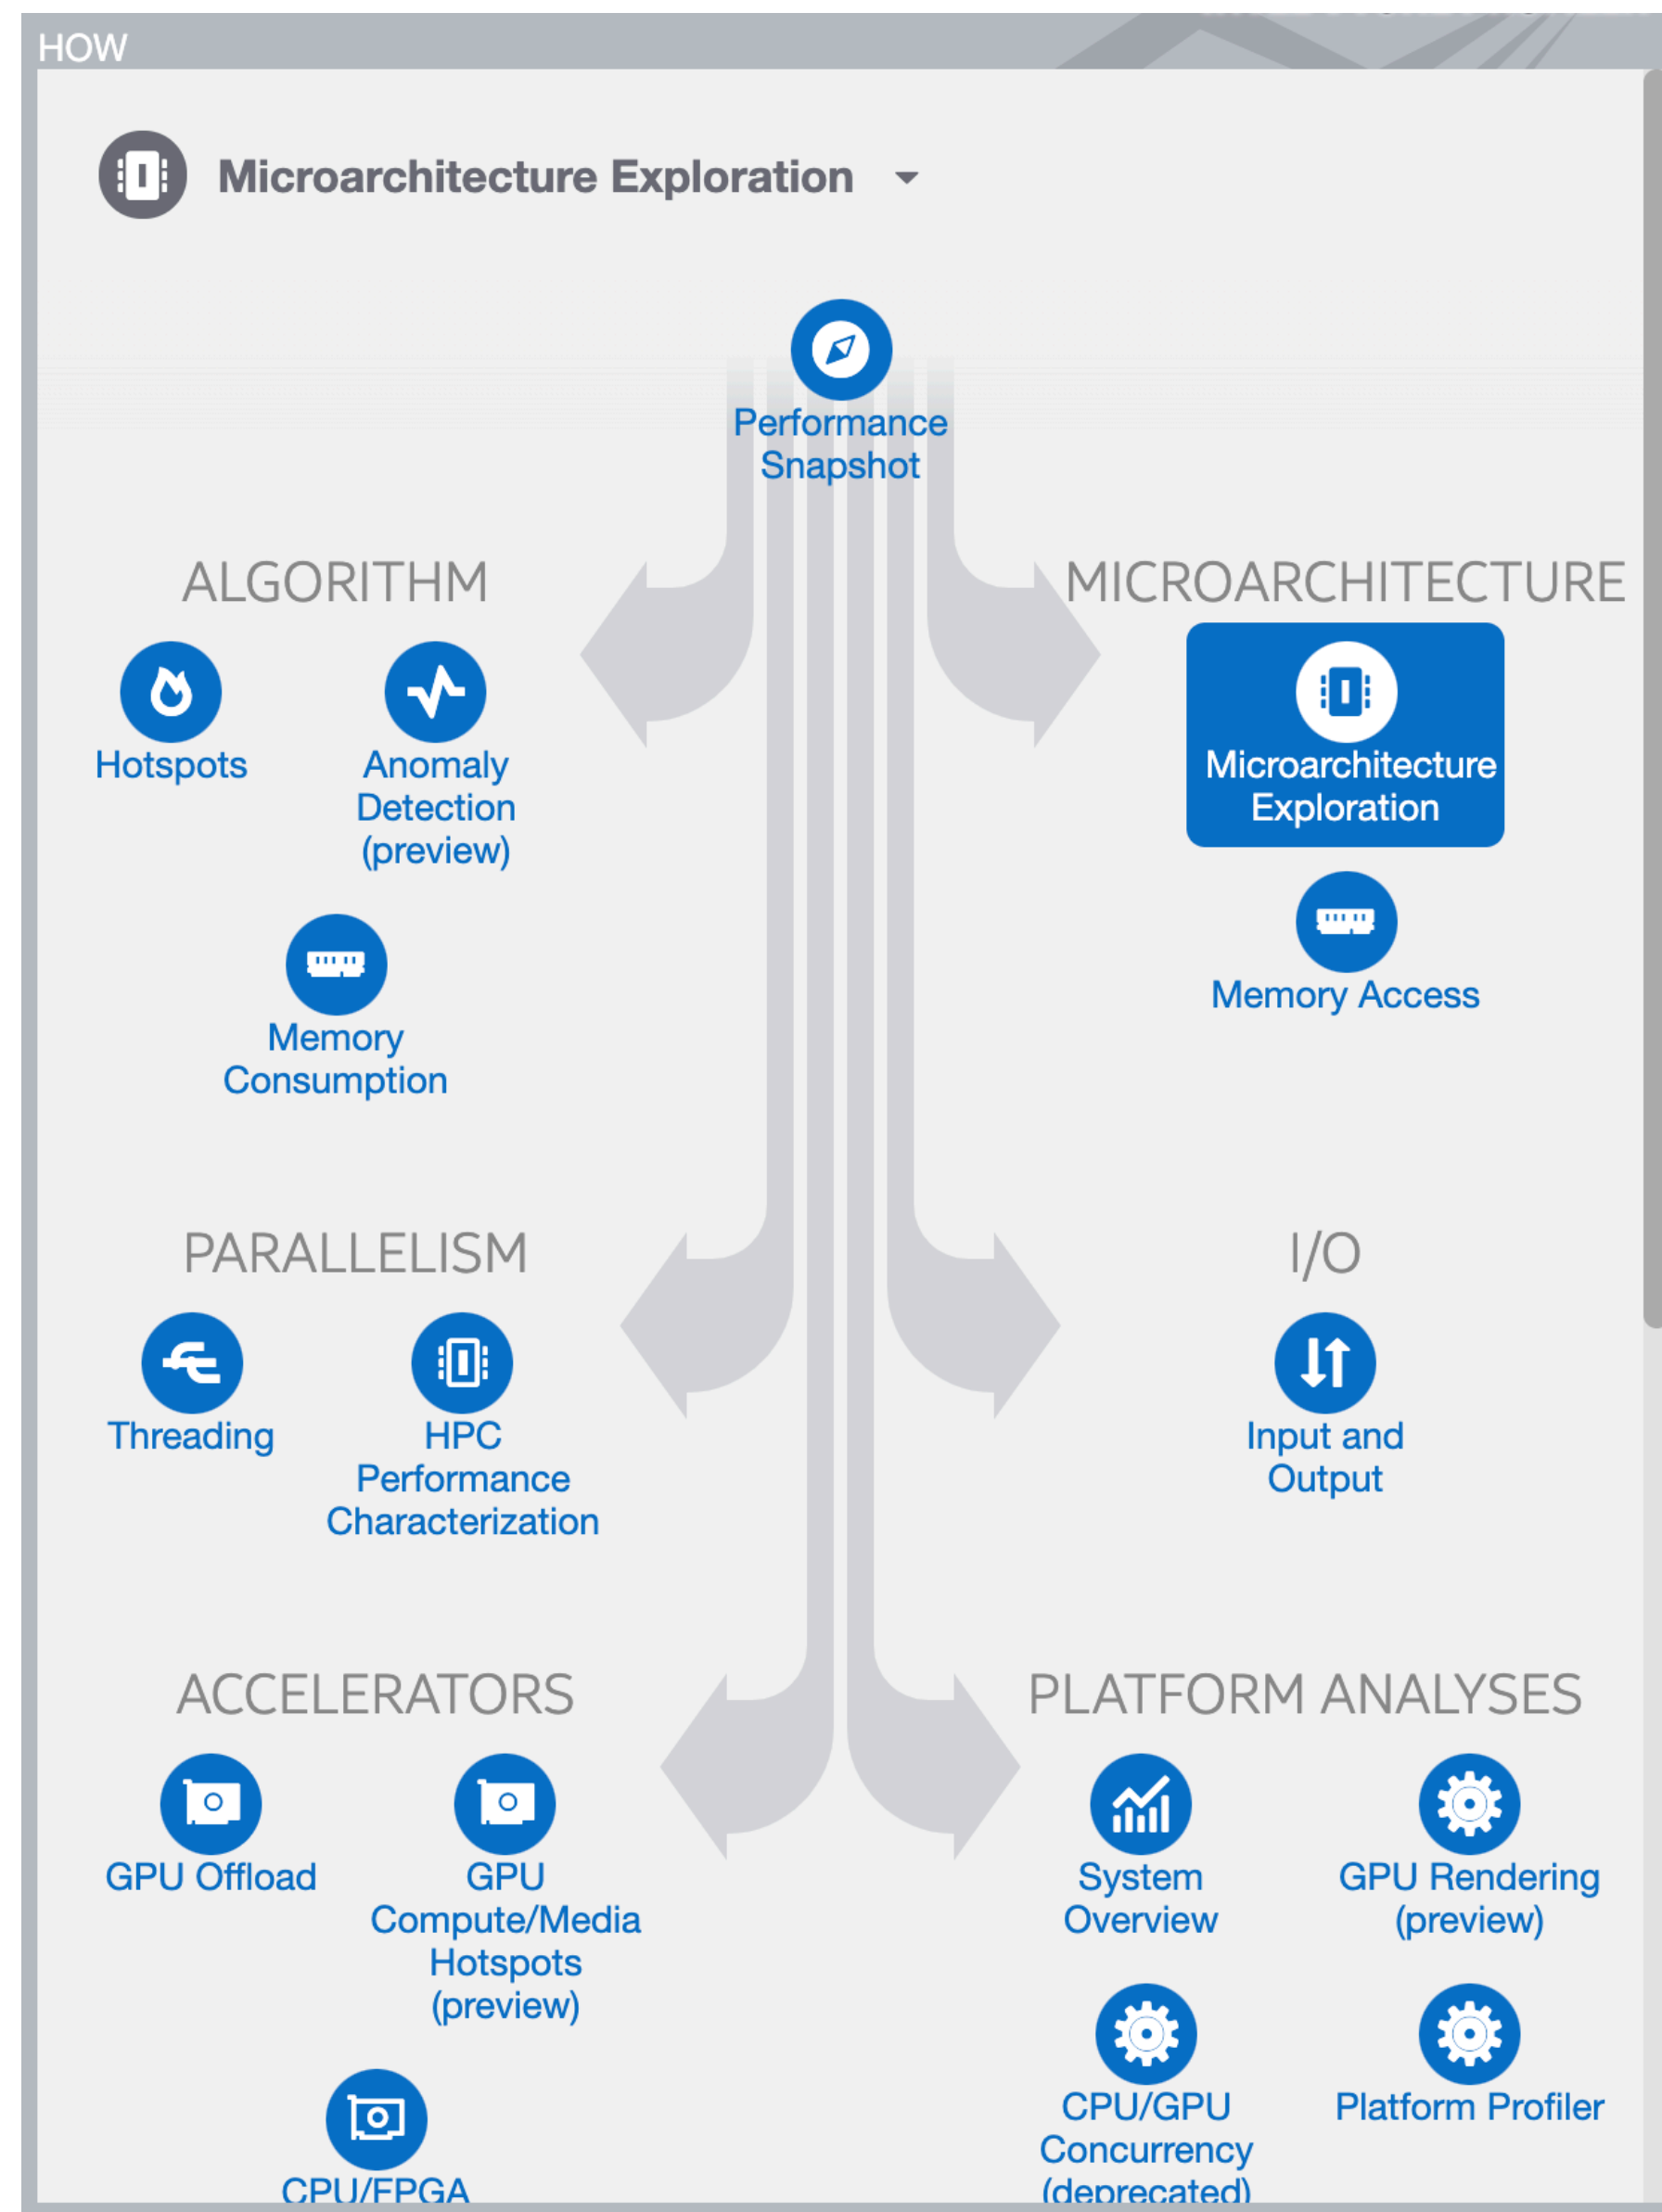 HOW
Microarchitecture Exploration
Performance
Snapshot
ALGORITHM
Hotspots
Anomaly
Detection
(preview)
Memory
Consumption
MICROARCHITECTURE
Microarchitecture
Exploration
Memory Access
PARALLELISM
Threading
HPC
Performance
Characterization
I/O
Input and
Output
ACCELERATORS
GPU Offload
GPU
Compute/Media
Hotspots
(preview)
CPU/FPGA
PLATFORM ANALYSES
System
Overview
GPU Rendering
(preview)
CPU/GPU
Concurrency
(deprecated)
Platform Profiler